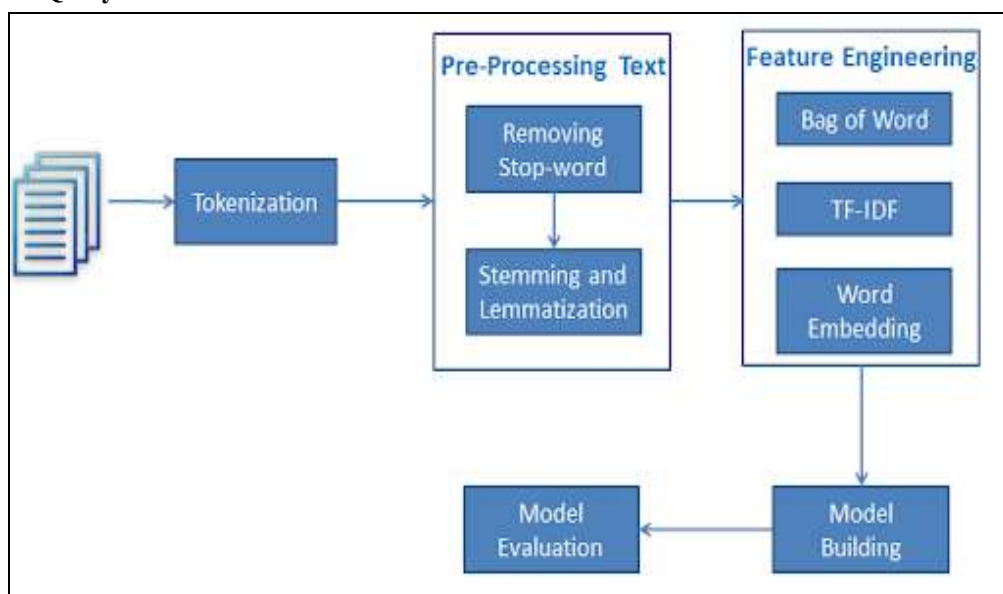 Pre-Processing Text
Feature Engineering
Removing
Stop-word
Bag of Word
Tokenization
TF-IDF
Stemming and
Lemmatization
Word
Embedding
Model
Evaluation
Model
Building